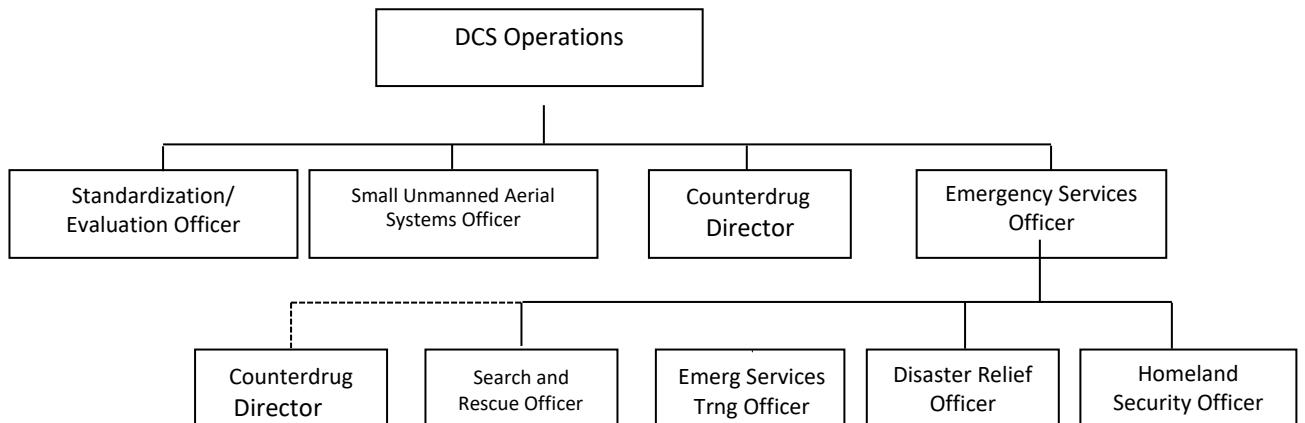 DCS Operations
Standardization/
Evaluation Officer
Small Unmanned Aerial
Systems Officer
Counterdrug
Director
Emergency Services
Officer
Counterdrug
Director
Search and
Rescue Officer
Emerg Services
Trng Officer
Disaster Relief
Officer
Homeland
Security Officer